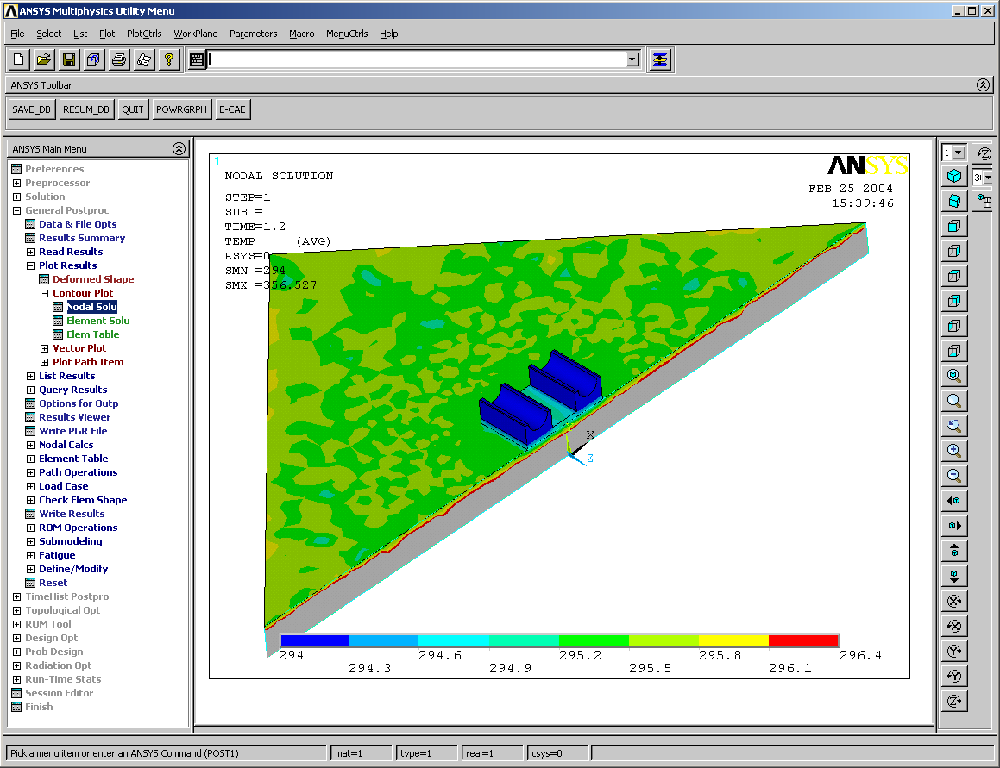 ANSYS Multiphysics Utility Menu
File Select List Plot PlotCtrls WorkPlane Parameters Macro MenuCtrls Help
ANSYS Toolbar
SAVE_DB RESUM_DB QUIT POWRGRPH E-CAE
ANSYS Main Menu
Preferences
Preprocessor
Solution
General Postproc
Data & File Opts
Results Summary
Read Results
Plot Results
Deformed Shape
Contour Plot
Nodal Solu
Element Solu
Elem Table
Vector Plot
Plot Path Item
List Results
Query Results
Options for Outp
Results Viewer
Write PGR File
Nodal Calcs
Element Table
Path Operations
Load Case
Check Elem Shape
Write Results
ROM Operations
Submodeling
Fatigue
Define/Modify
Reset
TimeHist Postpro
Topological Opt
ROM Tool
Design Opt
Prob Design
Radiation Opt
Run-Time Stats
Session Editor
Finish
1
NODAL SOLUTION
STEP=1
SUB =1
TIME=1.2
TEMP (AVG)
RSYS=0
SMN =294
SMX =356.527
ANSYS
FEB 25 2004
15:39:46
X
Z
294 294.6 295.2 295.8 296.4
294.3 294.9 295.5 296.1
1
Pick a menu item or enter an ANSYS Command (POST1) mat=1 type=1 real=1 csys=0